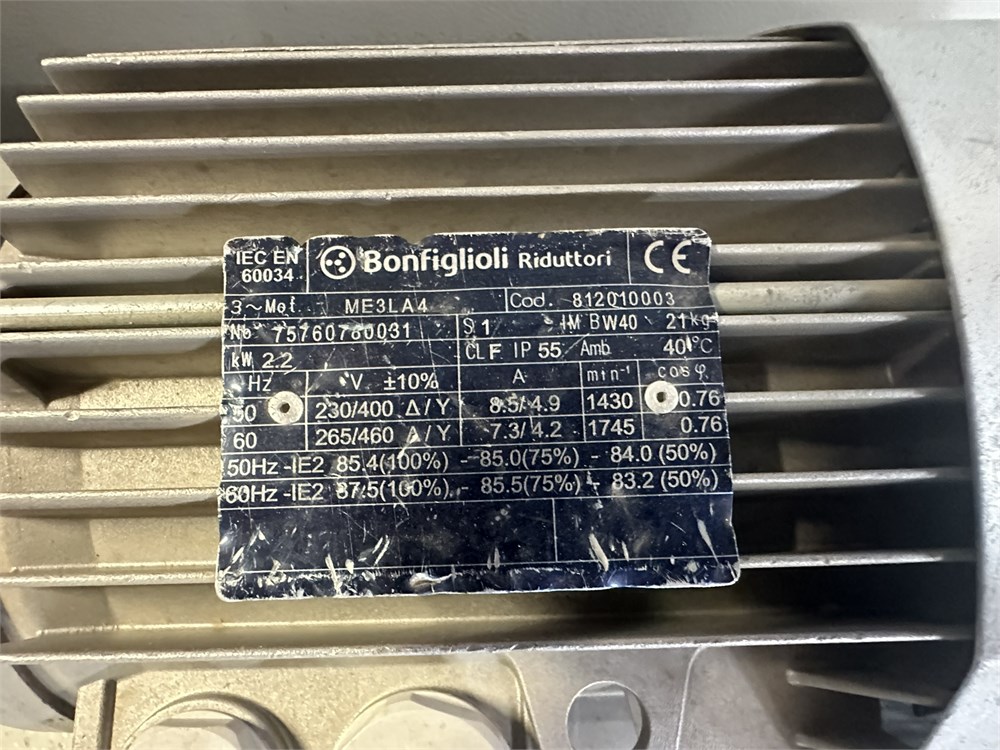 IEC EN 60034 Bonfiglioli Riduttori CE
3~Mot. ME3LA4 Cod. 812010003
No 75760780031 S1 IM BW40 21kg
kW 2.2 CL F IP 55 Amb 40 °C
Hz V ±10% A min⁻¹ cosφ
50 230/400 Δ/Y 8.5/4.9 1430 0.76
60 265/460 Δ/Y 7.3/4.2 1745 0.76
50Hz -IE2 85.4(100%) - 85.0(75%) - 84.0 (50%)
60Hz -IE2 87.5(100%) - 85.5(75%) - 83.2 (50%)